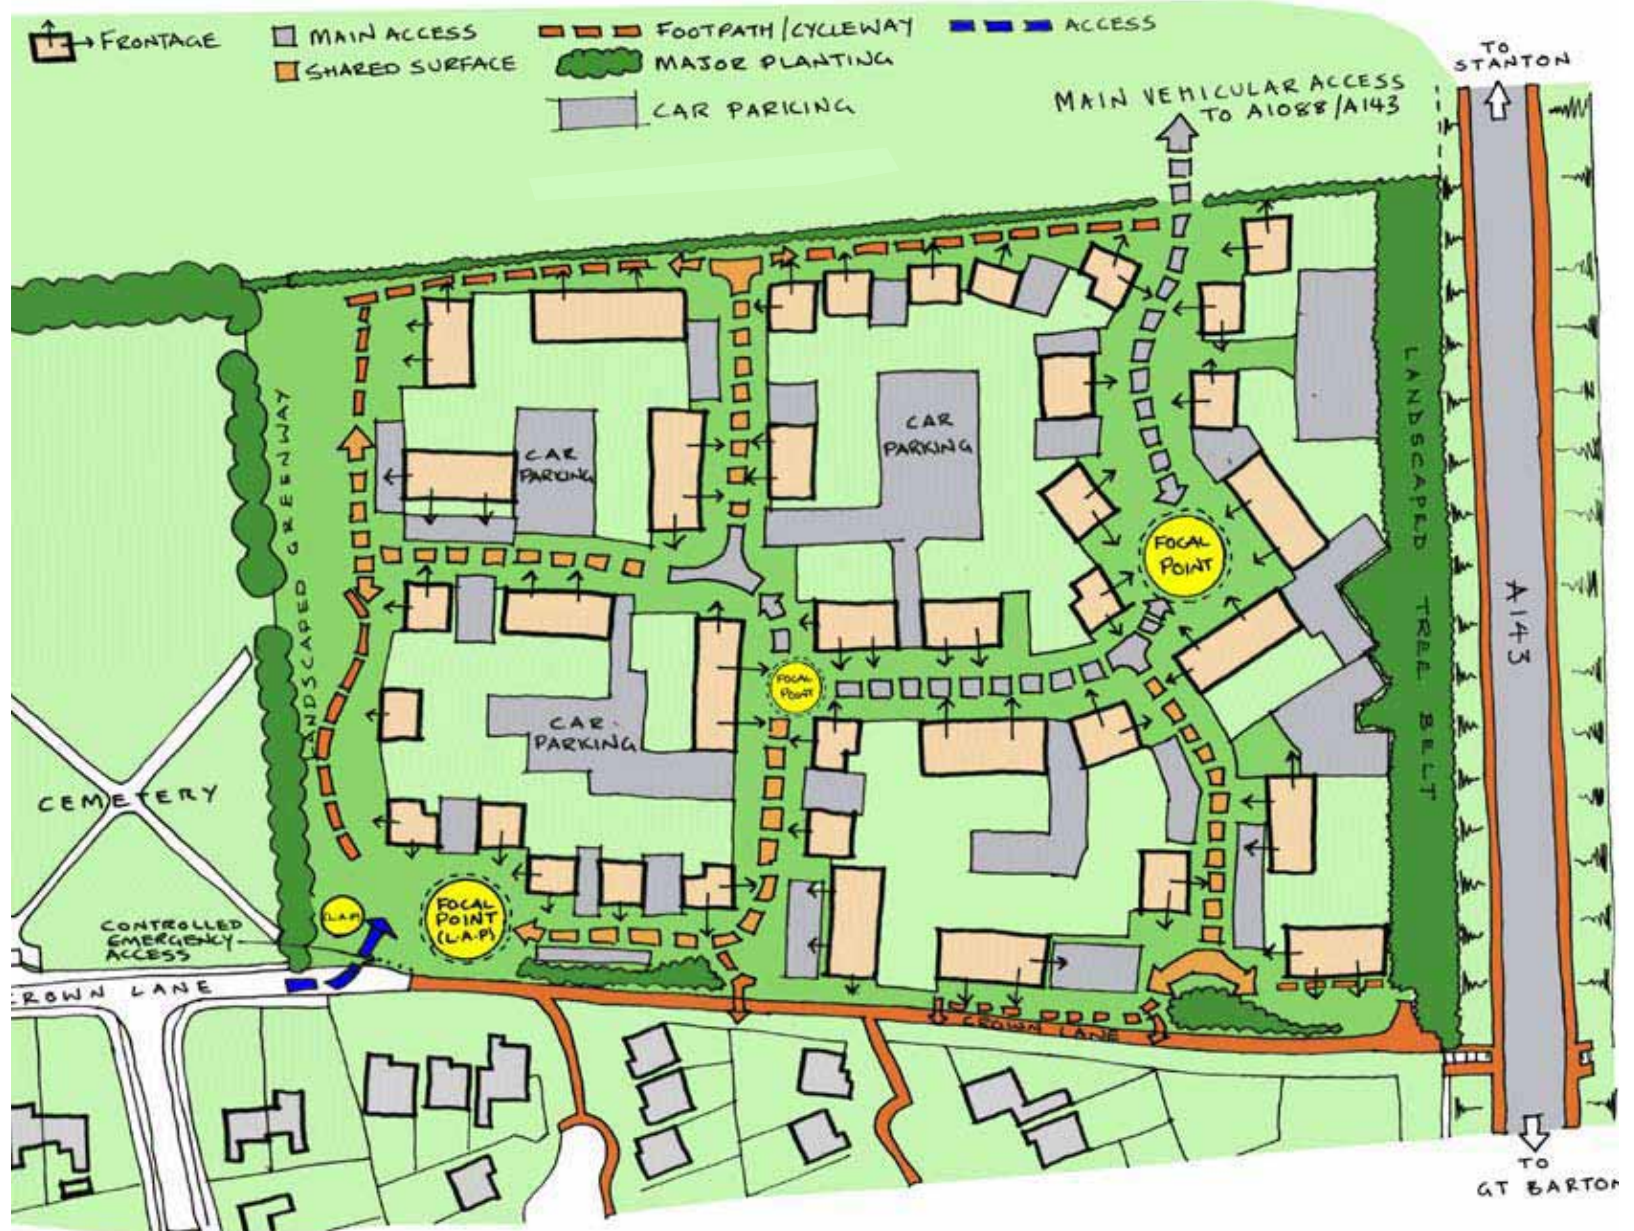 FRONTAGE
MAIN ACCESS
SHARED SURFACE
FOOTPATH/CYCLEWAY
MAJOR PLANTING
CAR PARKING
ACCESS
TO
STANTON
MAIN VEHICULAR ACCESS
TO A1088/A143
LANDSCAPED GREENWAY
CAR
PARKING
CAR
PARKING
FOCAL
POINT
LANDSCAPED TREE BELT
A143
FOCAL
POINT
CAR
PARKING
CEMETERY
CONTROLLED
EMERGENCY
ACCESS
(L.A.P)
FOCAL
POINT
(L.A.P)
CROWN LANE
CROWN LANE
TO
GT BARTON